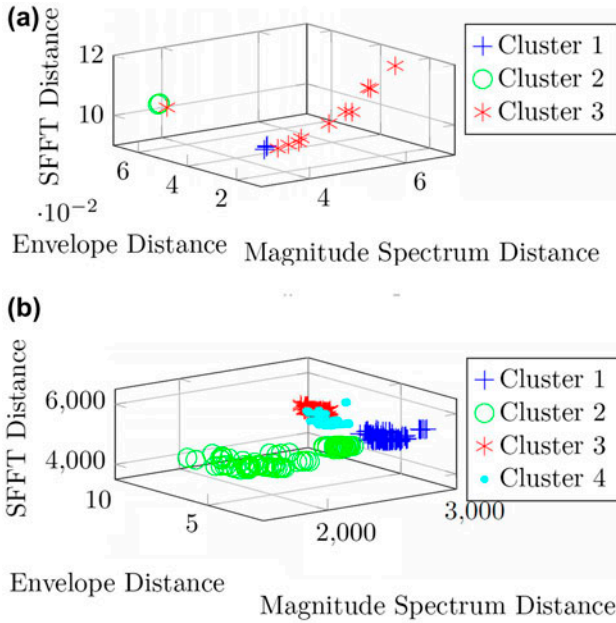 (a)
12
10
SFFT Distance
6
4
2
·10⁻²
4
6
Envelope Distance
Magnitude Spectrum Distance
Cluster 1
Cluster 2
Cluster 3
(b)
6,000
4,000
SFFT Distance
10
5
2,000
3,000
Envelope Distance
Magnitude Spectrum Distance
Cluster 1
Cluster 2
Cluster 3
Cluster 4